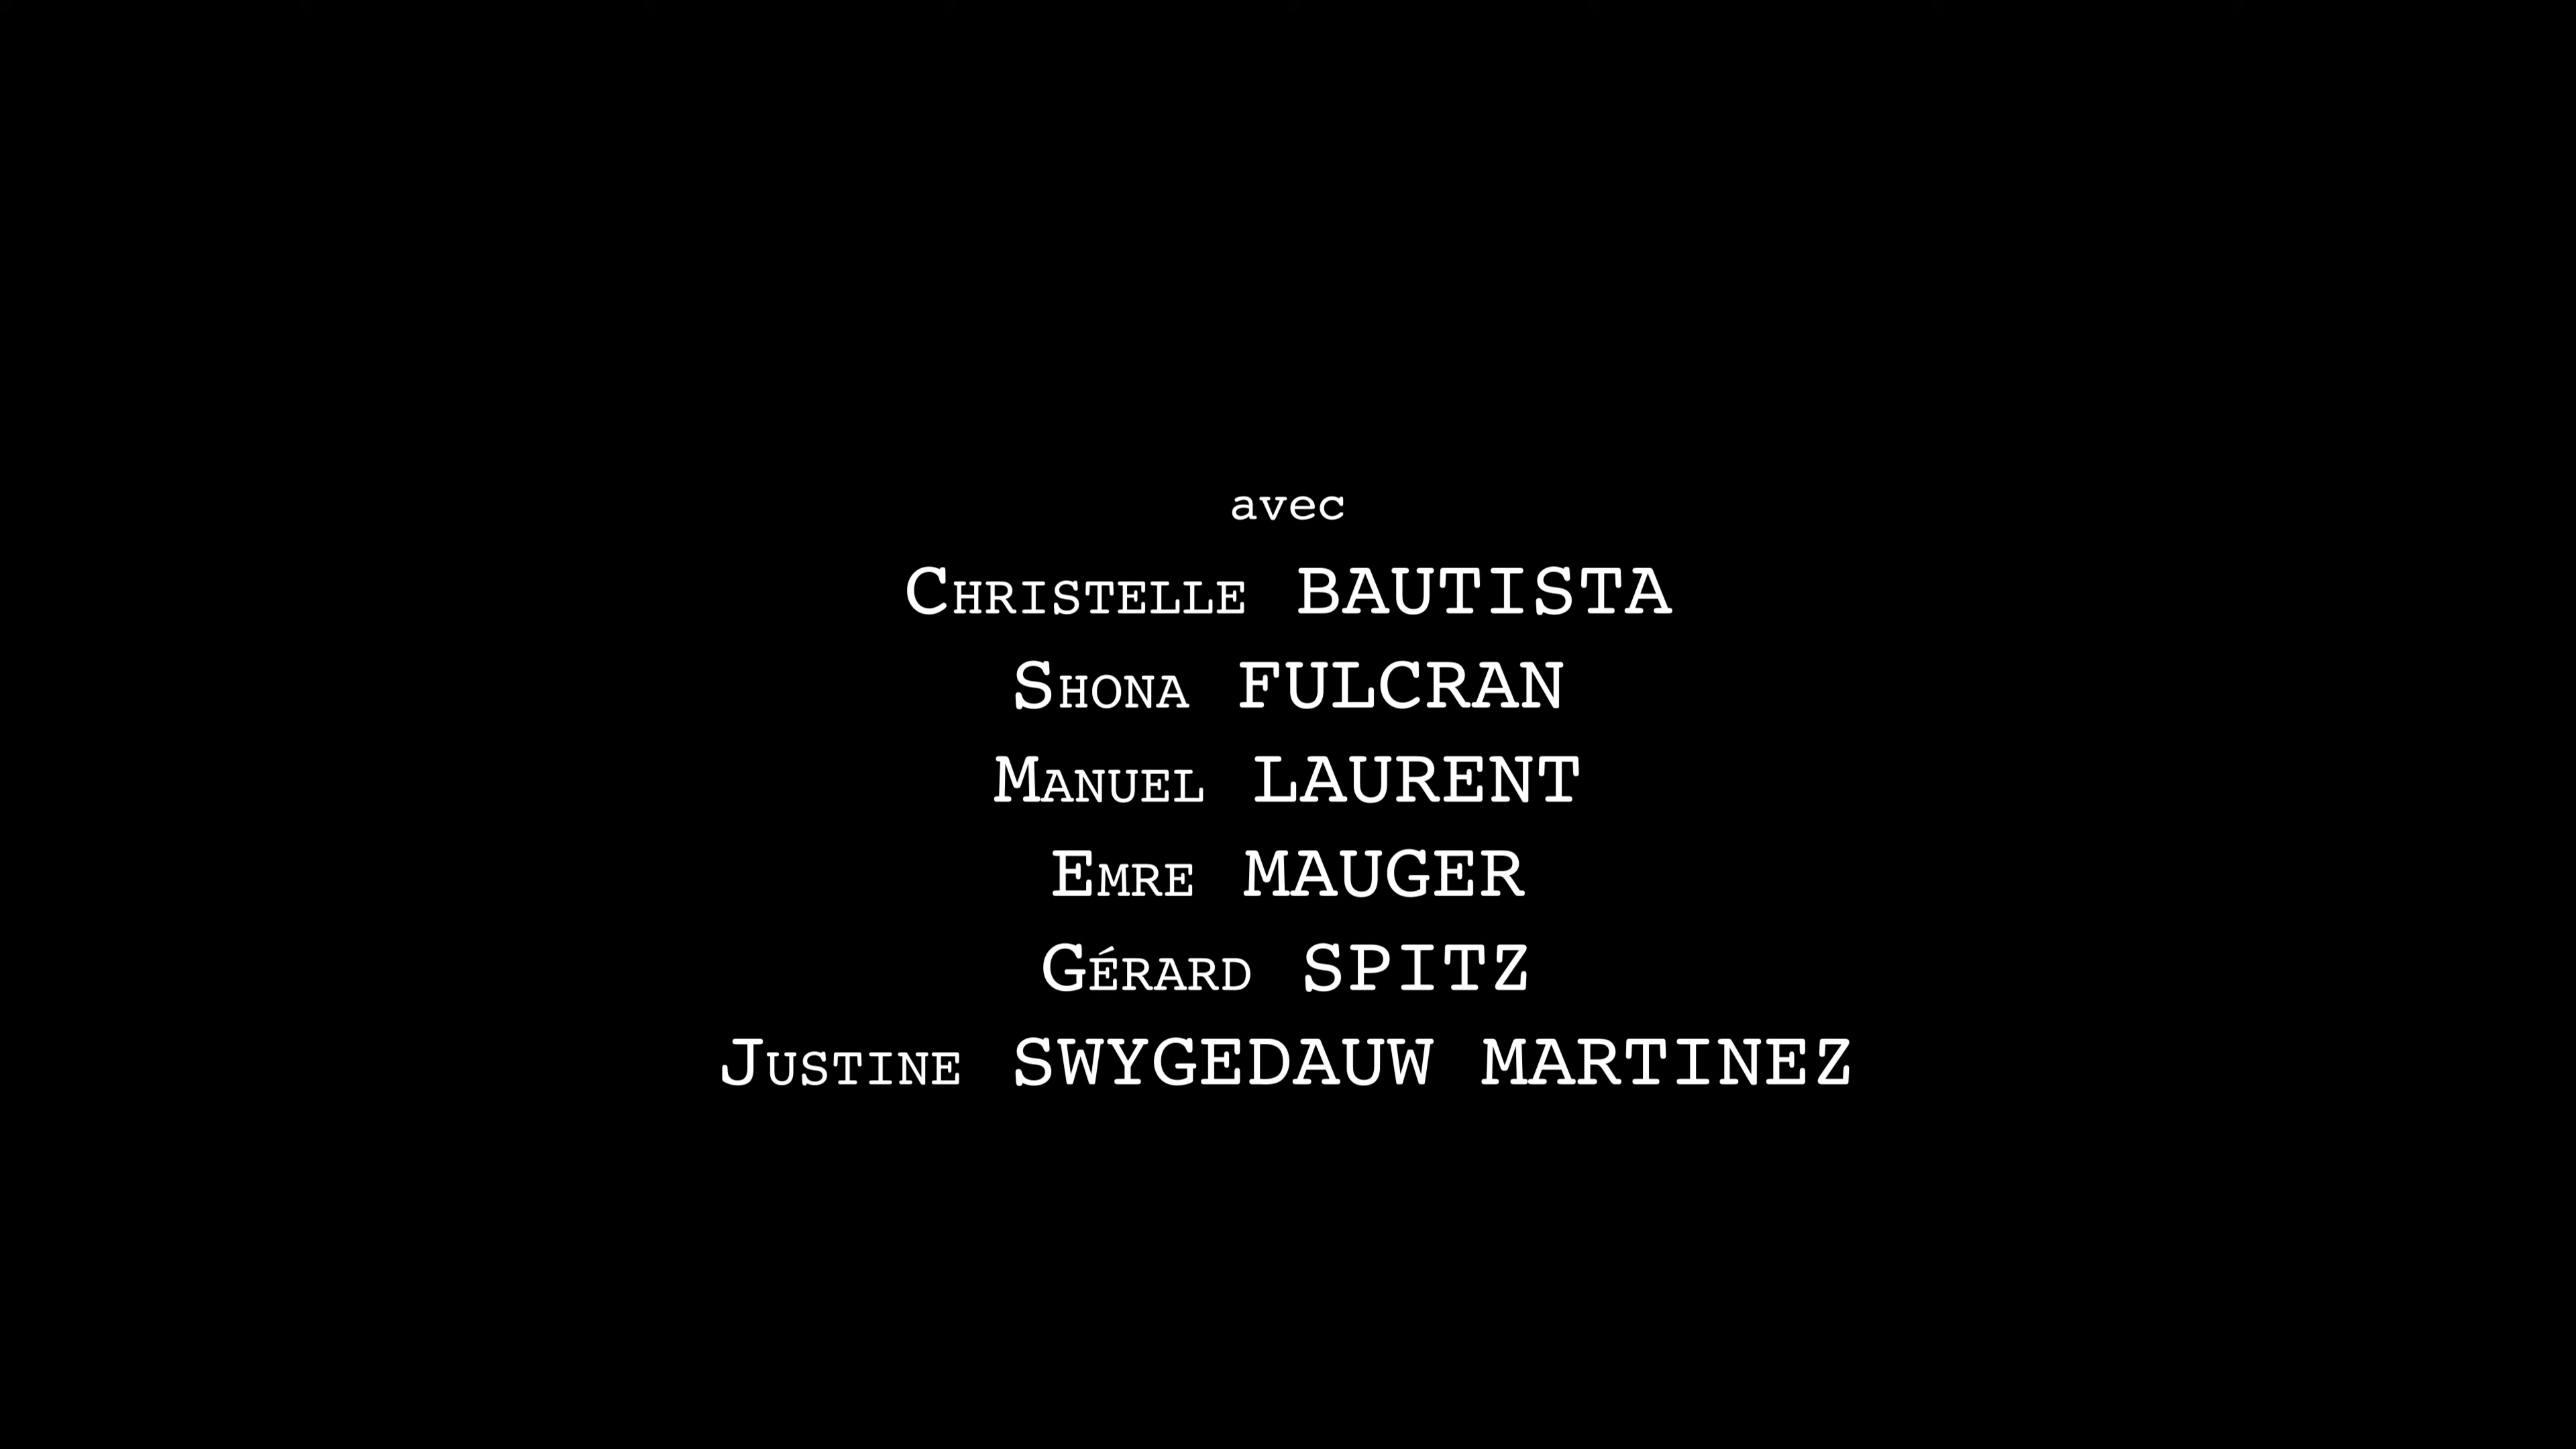 avec
Christelle BAUTISTA
Shona FULCRAN
Manuel LAURENT
Emre MAUGER
Gérard SPITZ
Justine SWYGEDAUW MARTINEZ